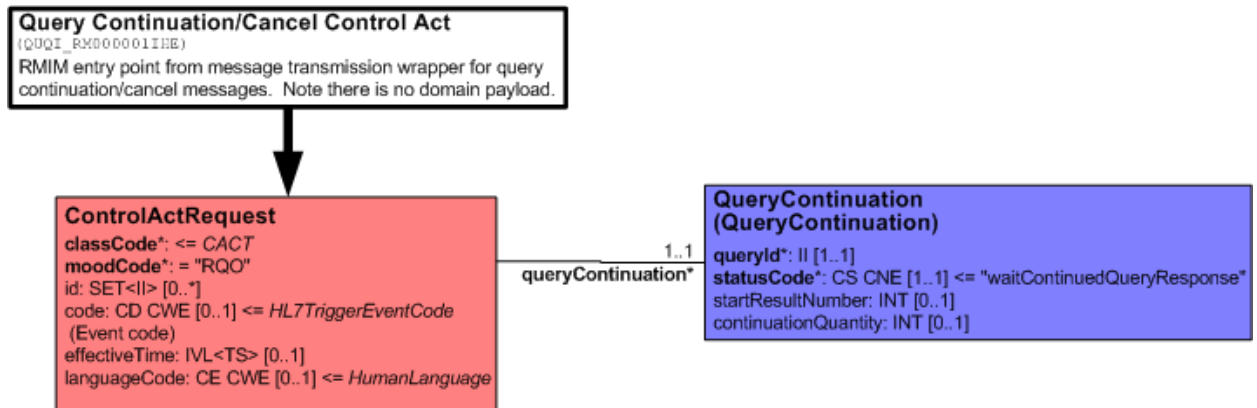 Query Continuation/Cancel Control Act
(QUQI_RM000001IHE)
RMIM entry point from message transmission wrapper for query
continuation/cancel messages.  Note there is no domain payload.
ControlActRequest
classCode*: <= CACT
moodCode*: = "RQO"
id: SET<II> [0..*]
code: CD CWE [0..1] <= HL7TriggerEventCode
(Event code)
effectiveTime: IVL<TS> [0..1]
languageCode: CE CWE [0..1] <= HumanLanguage
1..1
queryContinuation*
QueryContinuation
(QueryContinuation)
queryId*: II [1..1]
statusCode*: CS CNE [1..1] <= "waitContinuedQueryResponse"
startResultNumber: INT [0..1]
continuationQuantity: INT [0..1]